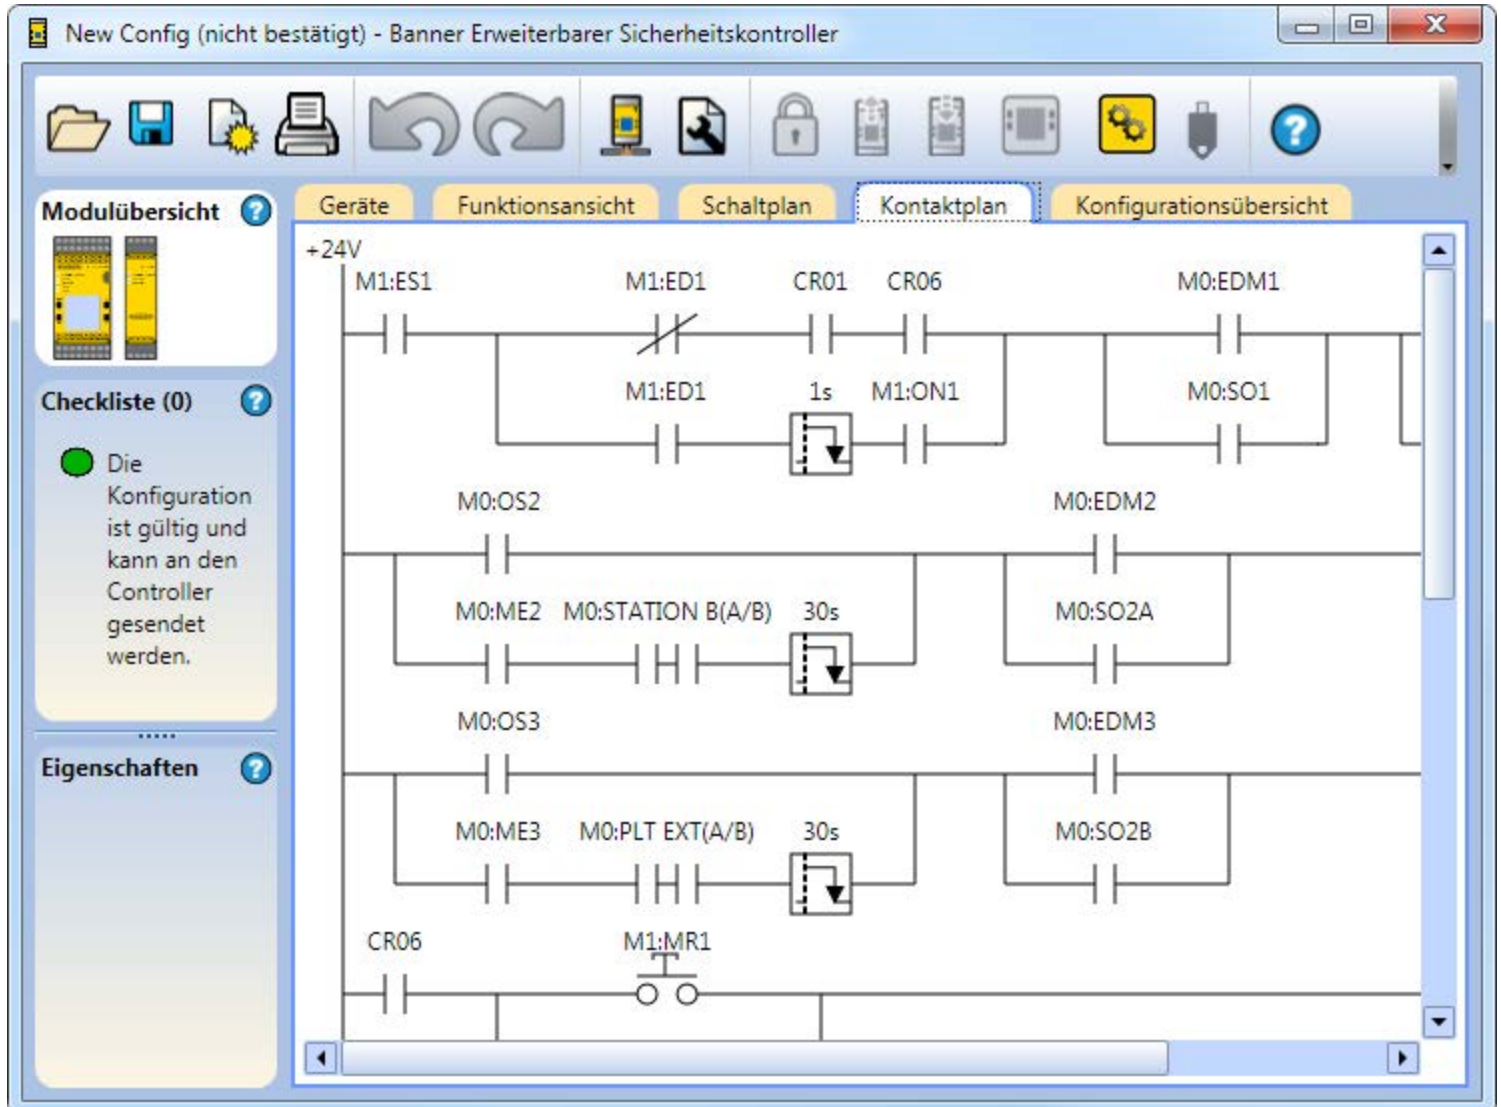 New Config (nicht bestätigt) - Banner Erweiterbarer Sicherheitskontroller
Modulübersicht
Geräte Funktionsansicht Schaltplan Kontaktplan Konfigurationsübersicht
+24V
M1:ES1 M1:ED1 CR01 CR06 M0:EDM1
M1:ED1 1s M1:ON1 M0:SO1
Checkliste (0)
Die
Konfiguration
ist gültig und
kann an den
Controller
gesendet
werden.
M0:OS2 M0:EDM2
M0:ME2 M0:STATION B(A/B) 30s M0:SO2A
M0:OS3 M0:EDM3
Eigenschaften
M0:ME3 M0:PLT EXT(A/B) 30s M0:SO2B
CR06 M1:MR1